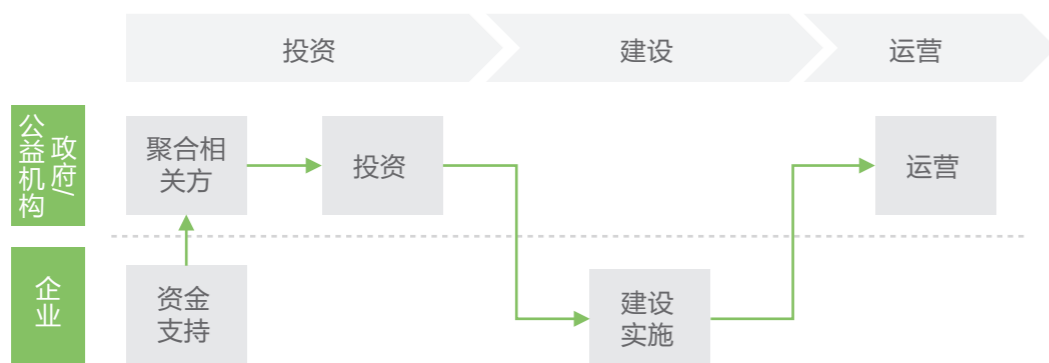 投资
建设
运营
政府/
公益机构
聚合相
关方
投资
运营
企业
资金
支持
建设
实施